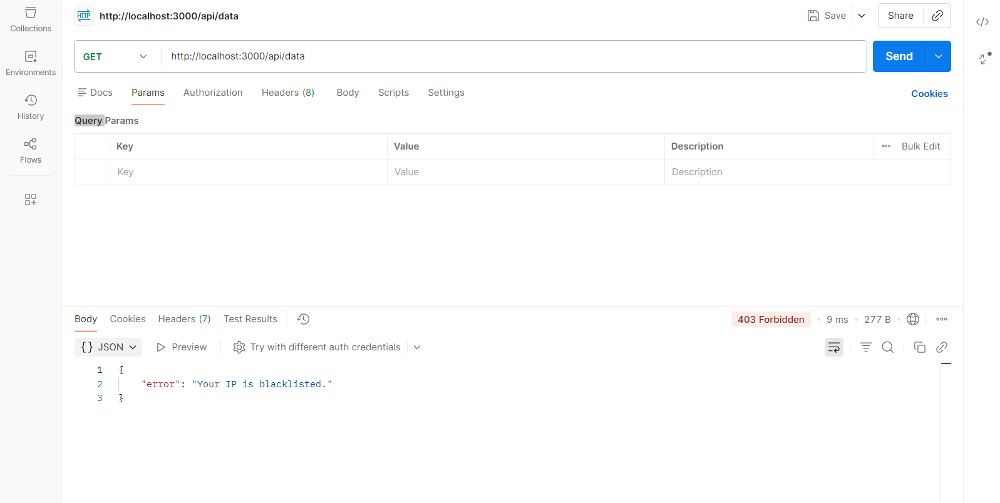 Collections
Environments
History
Flows
HTTP http://localhost:3000/api/data
Save
Share
GET http://localhost:3000/api/data
Send
Docs Params Authorization Headers (8) Body Scripts Settings
Cookies
Query Params
Key Value Description Bulk Edit
Key Value Description
Body Cookies Headers (7) Test Results
403 Forbidden 9 ms 277 B
{} JSON Preview Try with different auth credentials
1 {
2 "error": "Your IP is blacklisted."
3 }